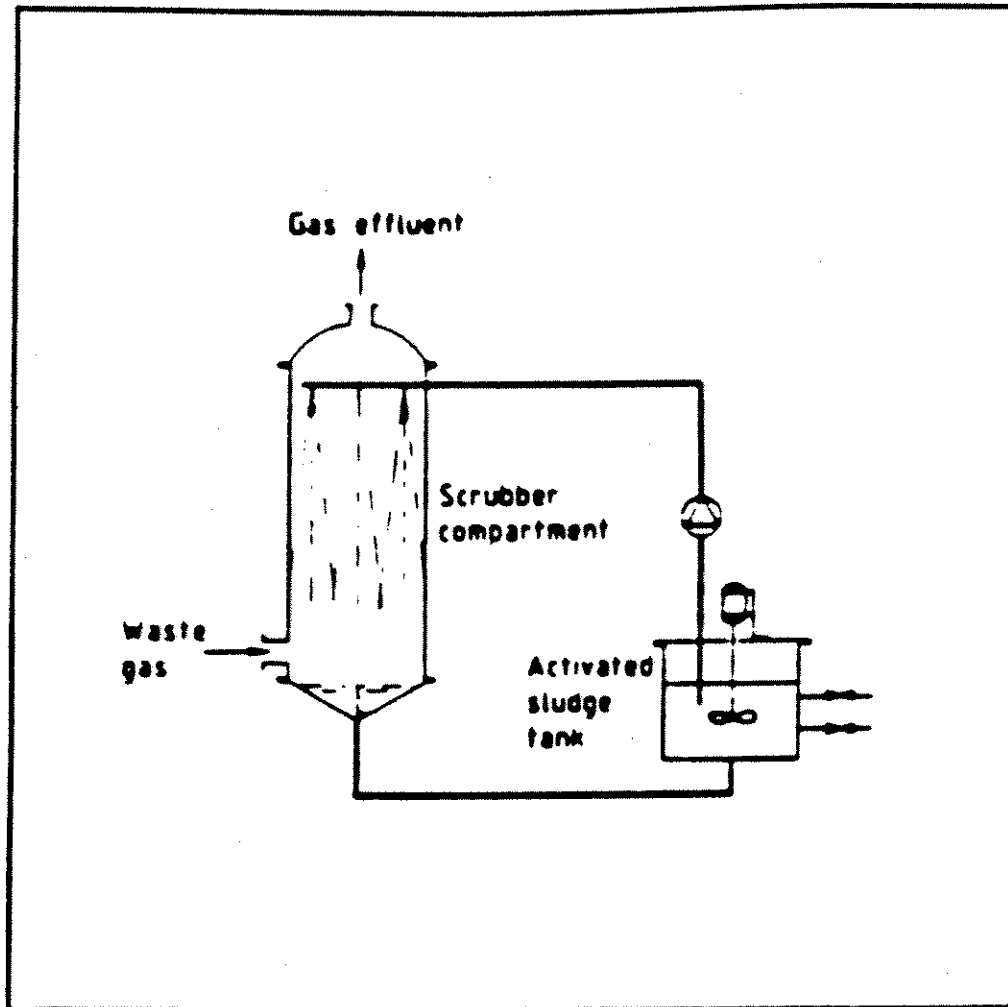 Gas effluent
Scrubber
compartment
Waste
gas
Activated
sludge
tank